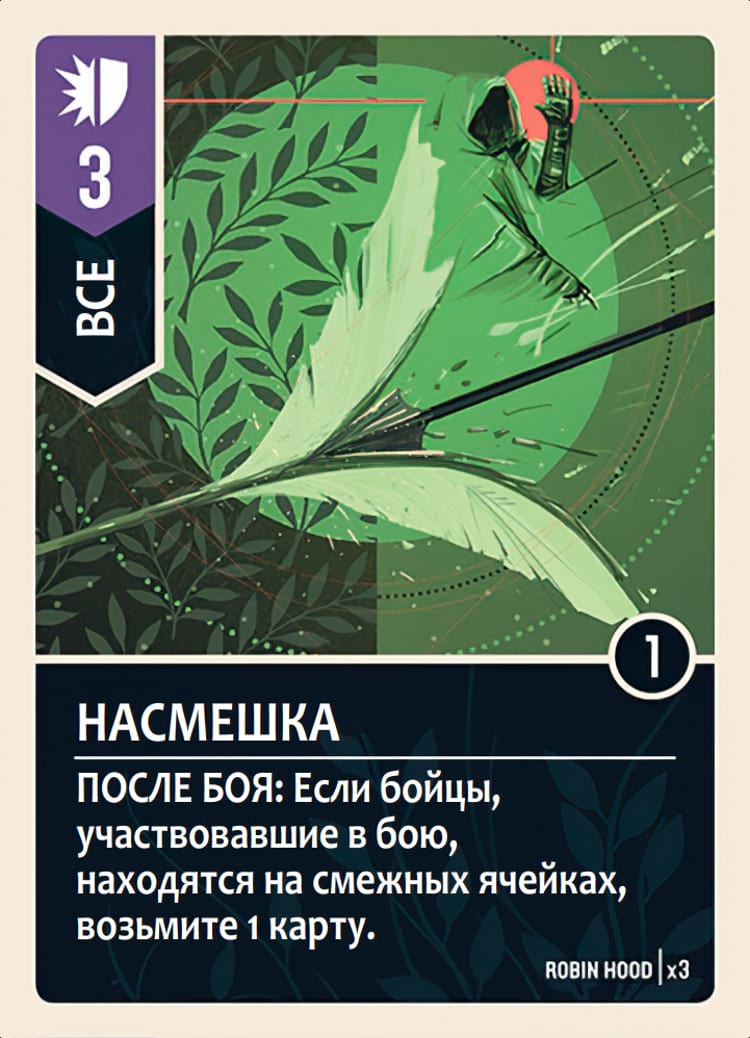 3
ВСЕ
1
НАСМЕШКА
ПОСЛЕ БОЯ: Если бойцы,
участвовавшие в бою,
находятся на смежных ячейках,
возьмите 1 карту.
ROBIN HOOD | x3